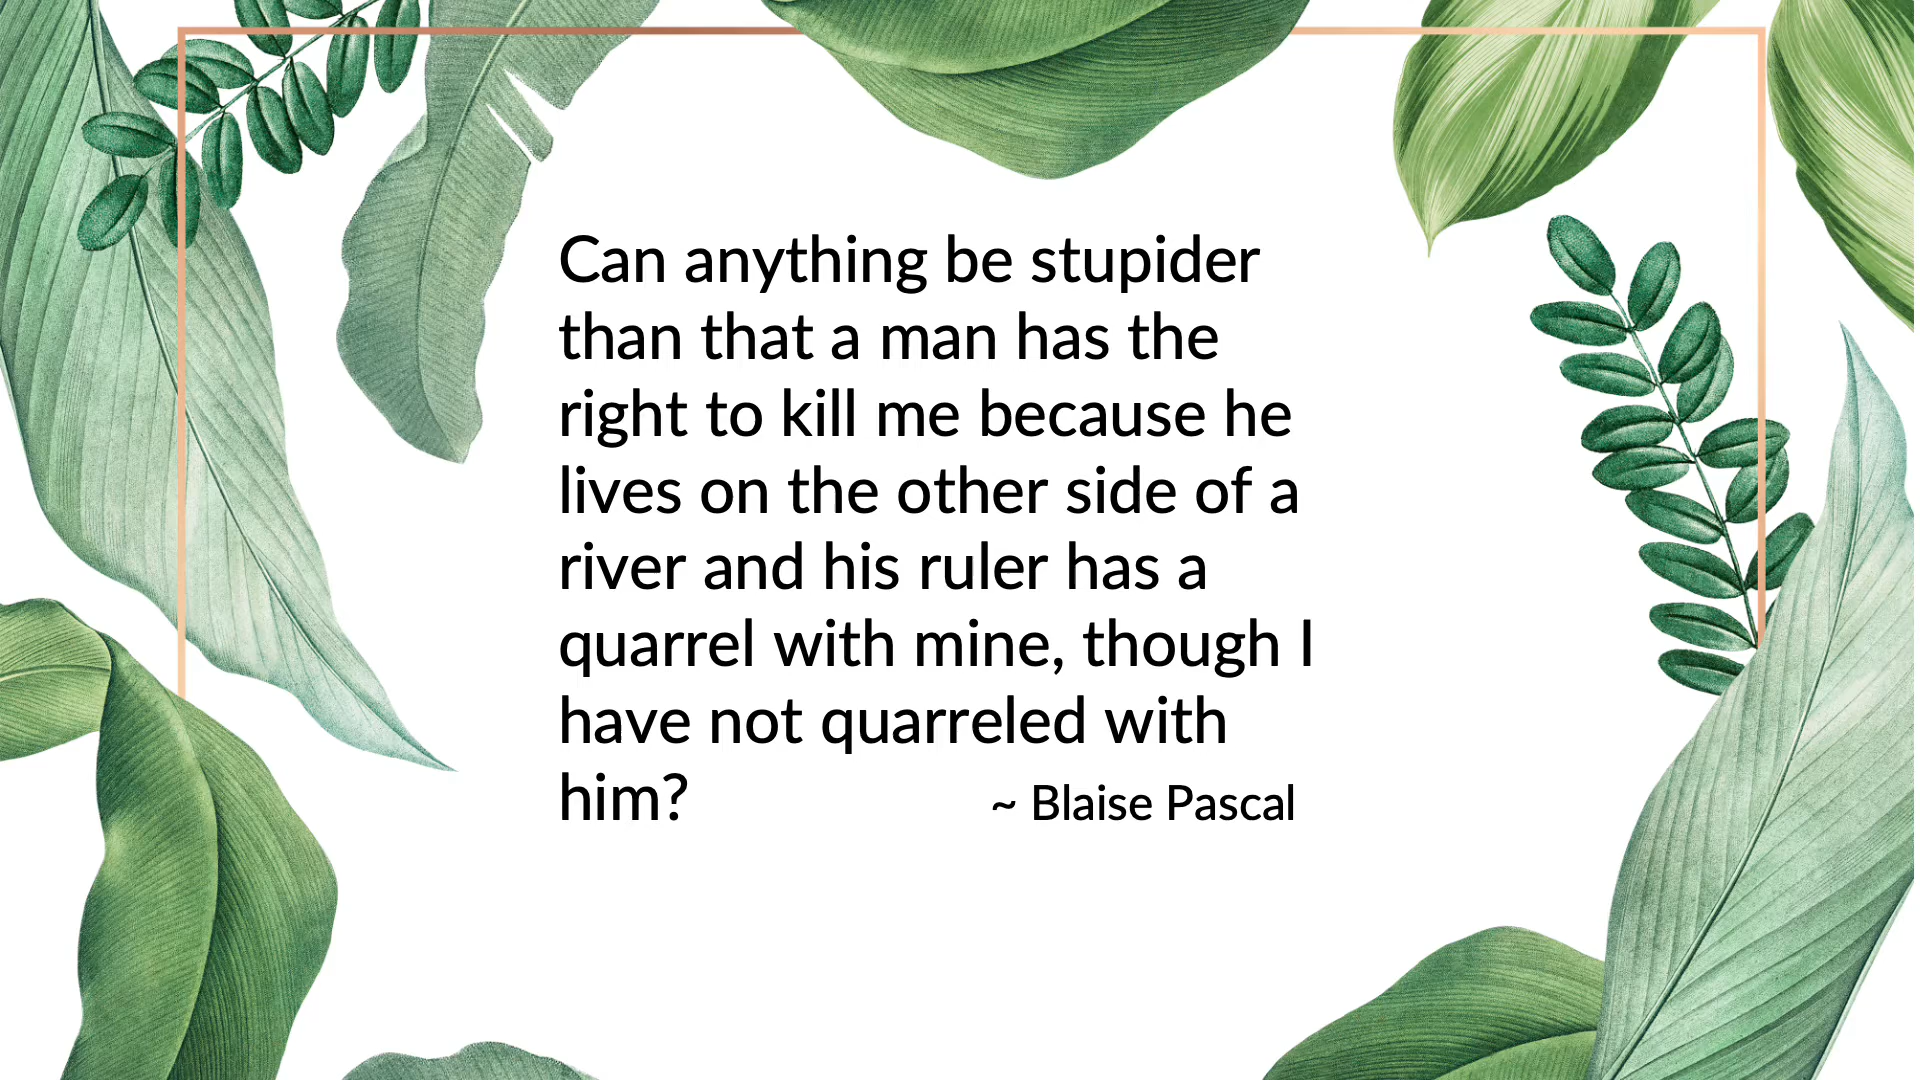 Can anything be stupider
than that a man has the
right to kill me because he
lives on the other side of a
river and his ruler has a
quarrel with mine, though I
have not quarreled with
him? ~ Blaise Pascal